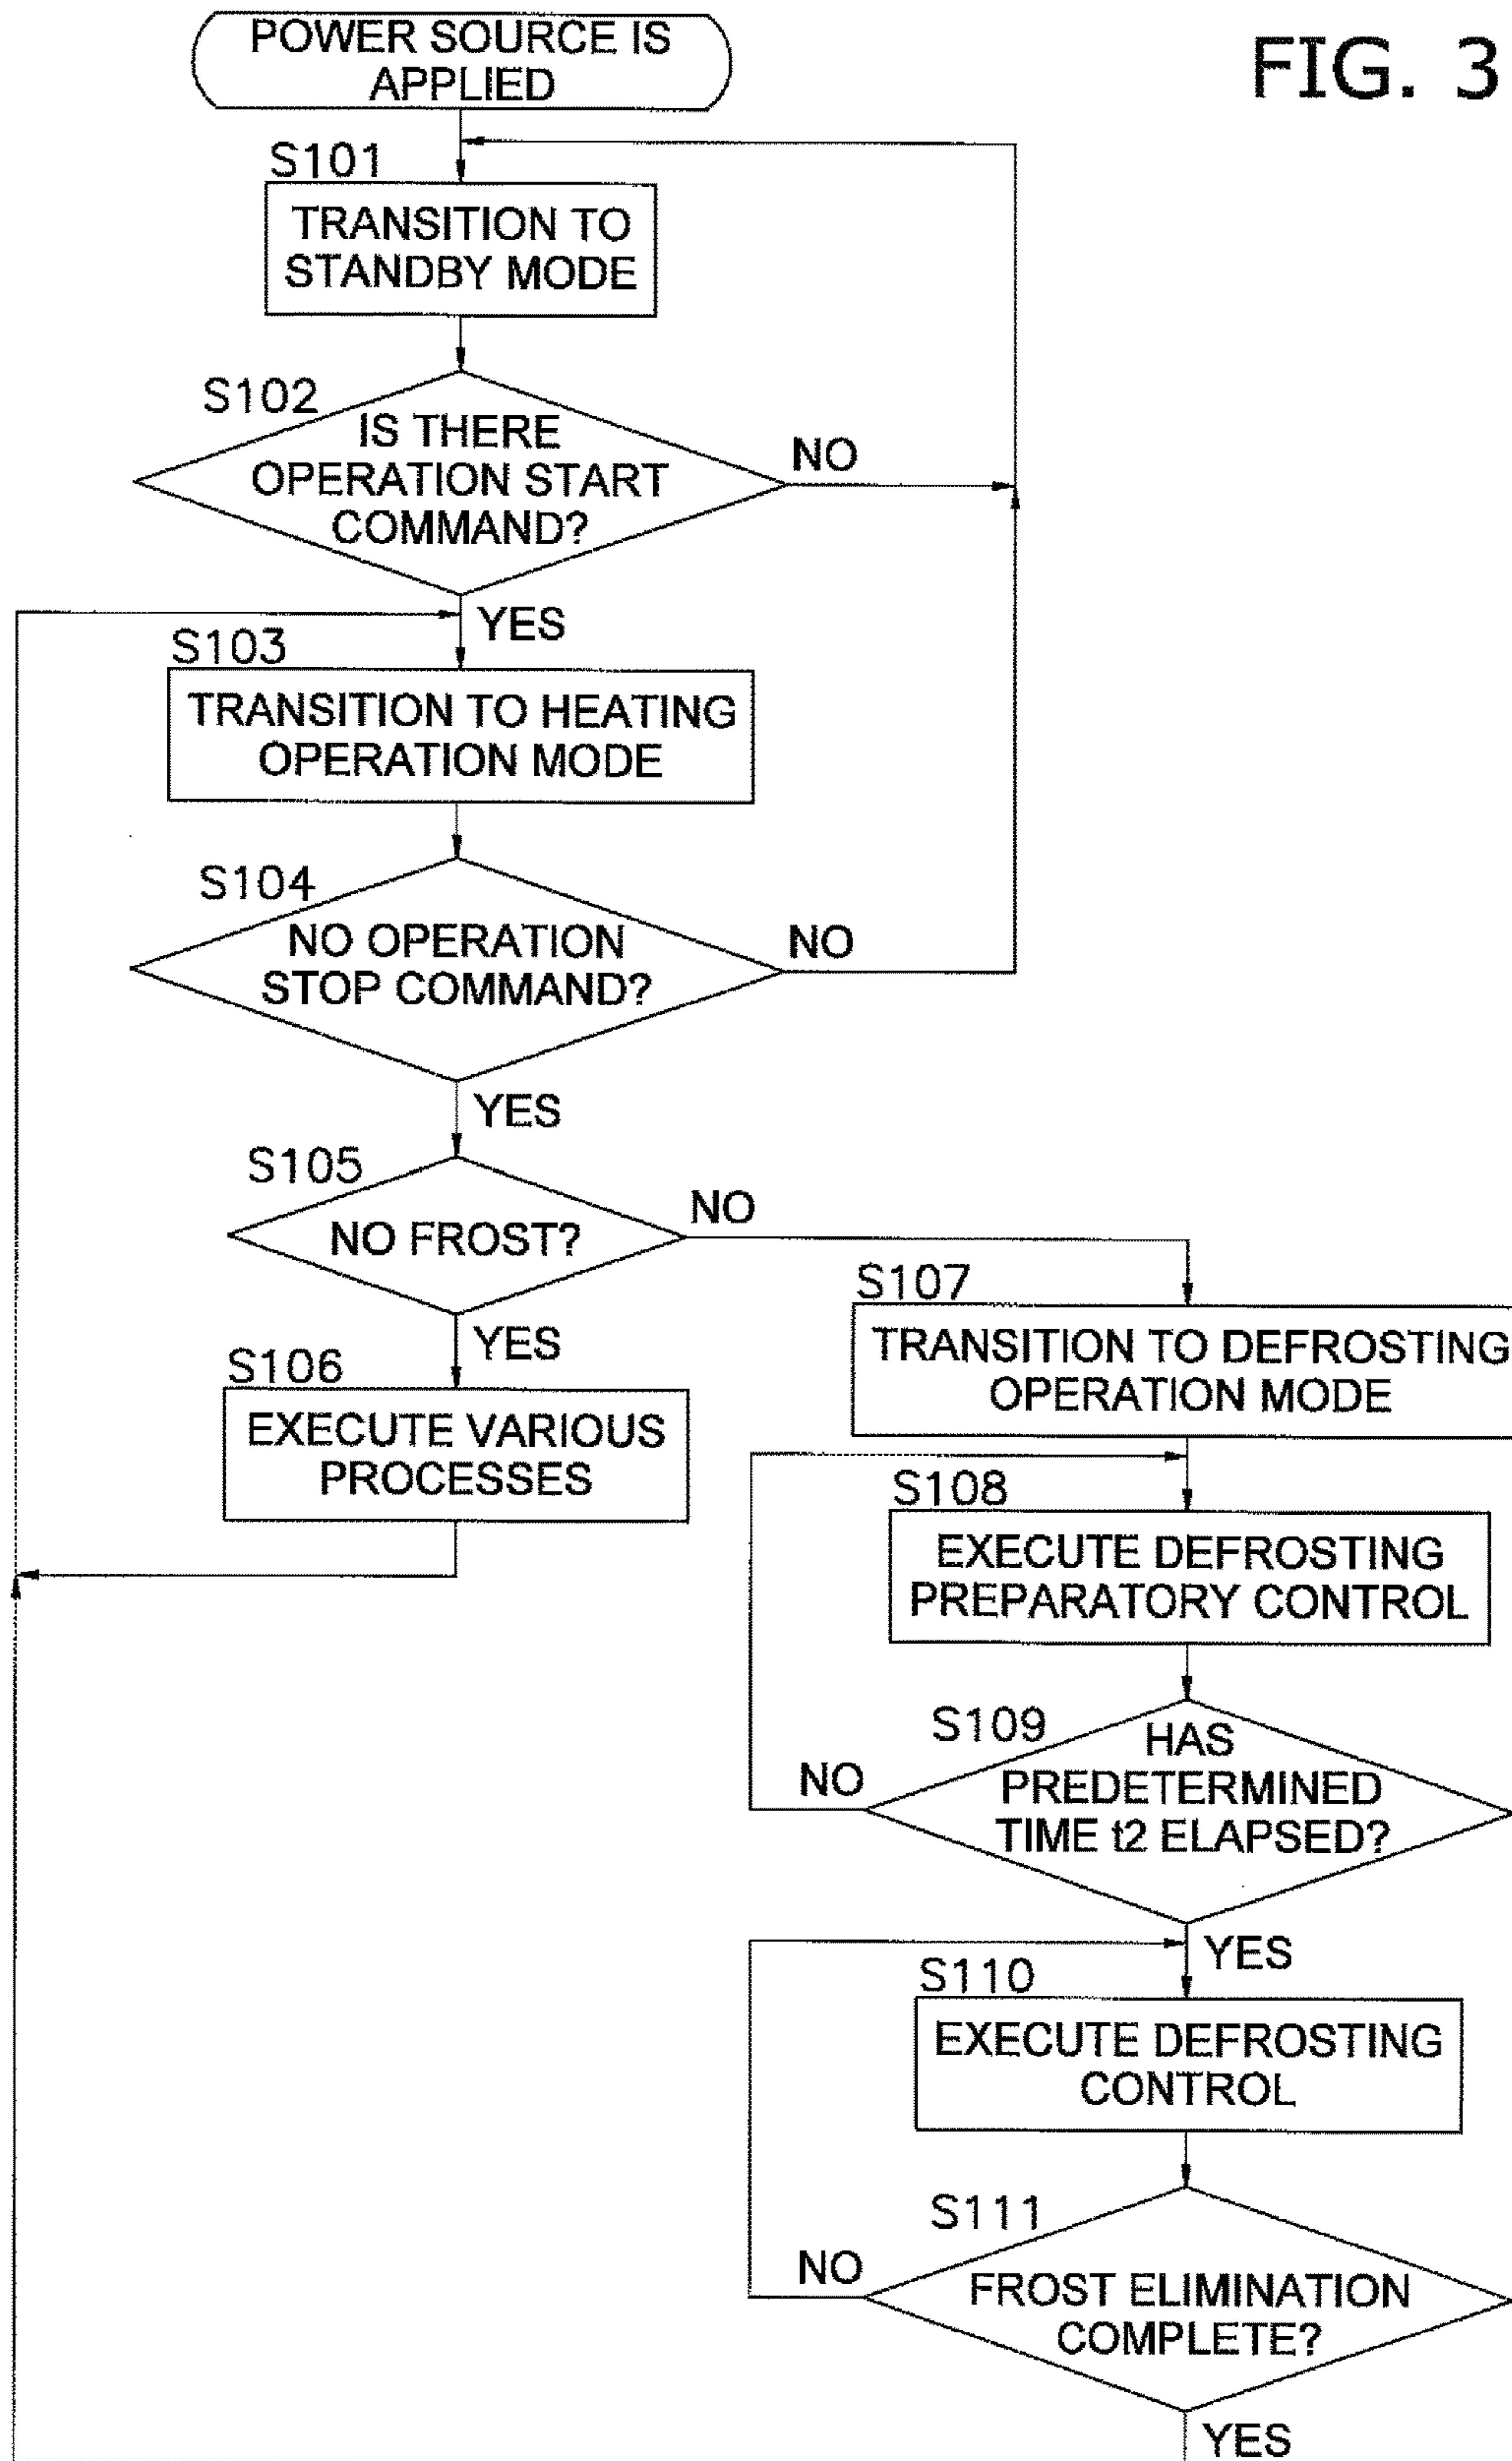 FIG. 3
POWER SOURCE IS
APPLIED
S101
TRANSITION TO
STANDBY MODE
S102
IS THERE
OPERATION START
COMMAND?
NO
YES
S103
TRANSITION TO HEATING
OPERATION MODE
S104
NO OPERATION
STOP COMMAND?
NO
YES
S105
NO FROST?
NO
YES
S106
EXECUTE VARIOUS
PROCESSES
S107
TRANSITION TO DEFROSTING
OPERATION MODE
S108
EXECUTE DEFROSTING
PREPARATORY CONTROL
S109
HAS
PREDETERMINED
TIME t2 ELAPSED?
NO
YES
S110
EXECUTE DEFROSTING
CONTROL
S111
FROST ELIMINATION
COMPLETE?
NO
YES